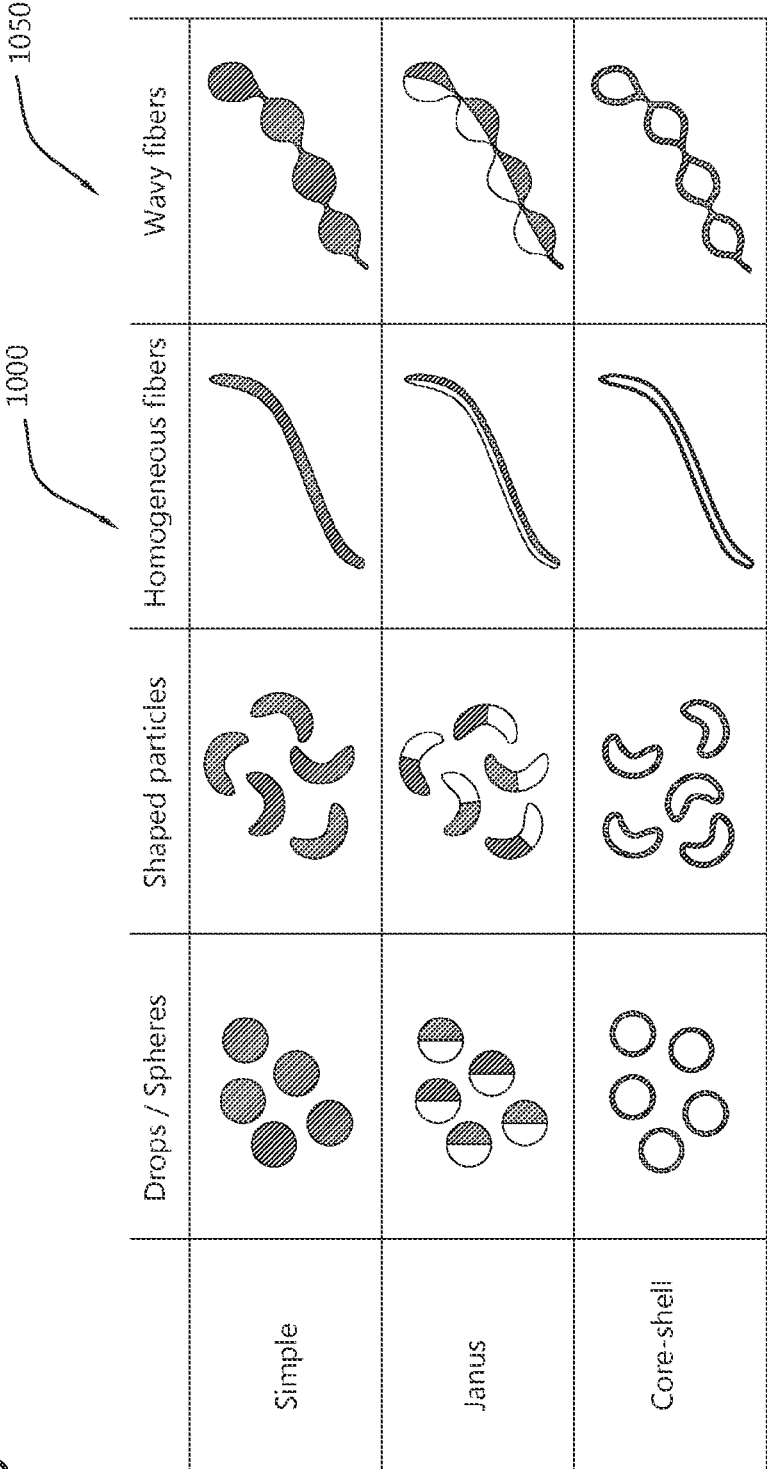 1000
1050
Drops / Spheres
Shaped particles
Homogeneous fibers
Wavy fibers
Simple
Janus
Core-shell